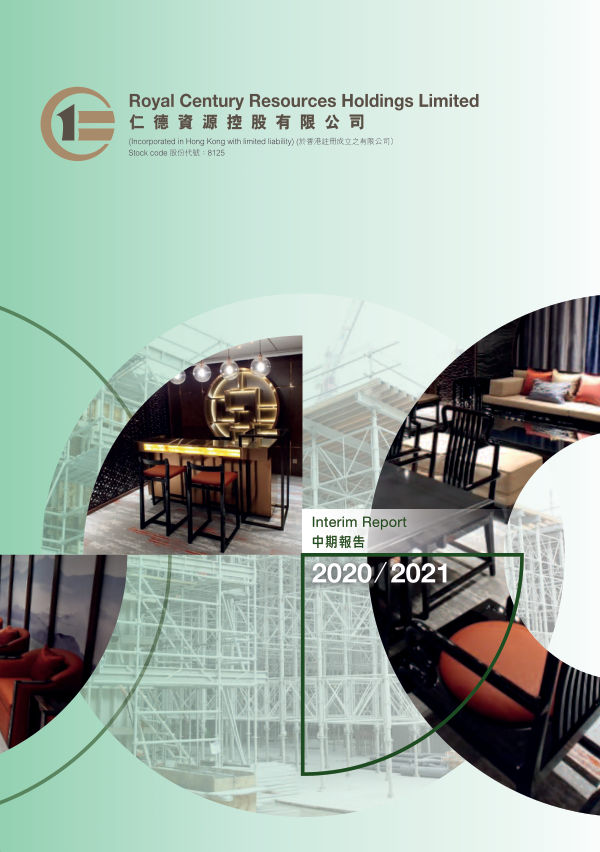 Royal Century Resources Holdings Limited
仁德資源控股有限公司
(Incorporated in Hong Kong with limited liability) (於香港註冊成立之有限公司)
Stock code 股份代號：8125
Interim Report
中期報告
2020/2021